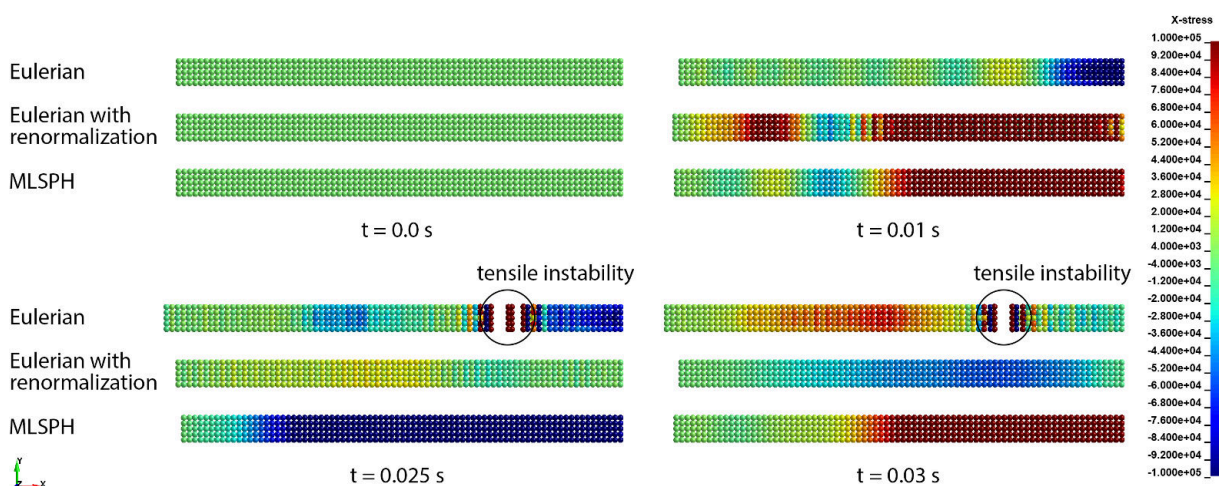 X-stress
1.000e+05
9.200e+04
8.400e+04
7.600e+04
6.800e+04
6.000e+04
5.200e+04
4.400e+04
3.600e+04
2.800e+04
2.000e+04
1.200e+04
4.000e+03
-1.200e+04
-2.000e+04
-2.800e+04
-3.600e+04
-4.400e+04
-5.200e+04
-6.000e+04
-6.800e+04
-7.600e+04
-8.400e+04
-9.200e+04
-1.000e+05
Eulerian
Eulerian with
renormalization
MLSPH
t = 0.0 s
t = 0.01 s
tensile instability
tensile instability
Eulerian
Eulerian with
renormalization
MLSPH
t = 0.025 s
t = 0.03 s
Y
Z
X